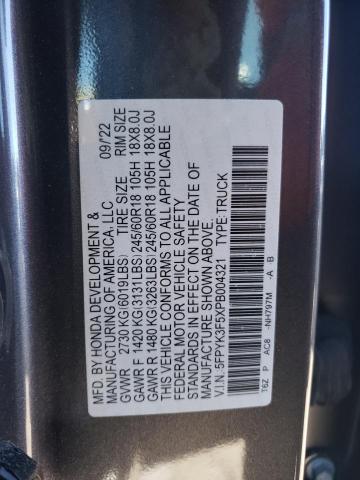 MFD. BY HONDA DEVELOPMENT & 09/22
MANUFACTURING OF AMERICA, LLC
GVWR 2730 KG(6019LBS) TIRE SIZE RIM SIZE
GAWR F 1420 KG(3131LBS) 245/60R18 105H 18X8.0J
GAWR R 1480 KG(3263LBS) 245/60R18 105H 18X8.0J
THIS VEHICLE CONFORMS TO ALL APPLICABLE
FEDERAL MOTOR VEHICLE SAFETY
STANDARDS IN EFFECT ON THE DATE OF
MANUFACTURE SHOWN ABOVE.
V.I.N. 5FPYK3F5XPB004321 TYPE:TRUCK
T6Z P AC8 -NH797M -A B